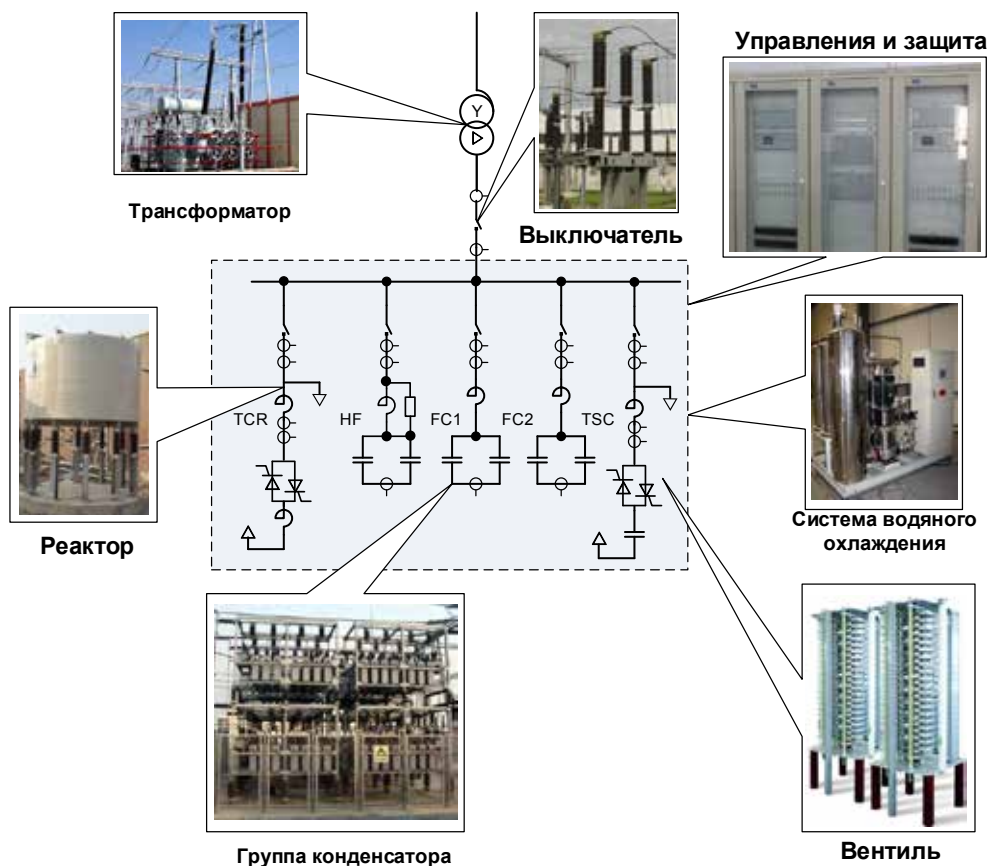 Управления и защита
Y
Трансформатор
Выключатель
TCR
HF
FC1
FC2
TSC
Реактор
Система водяного
охлаждения
Группа конденсатора
Вентиль